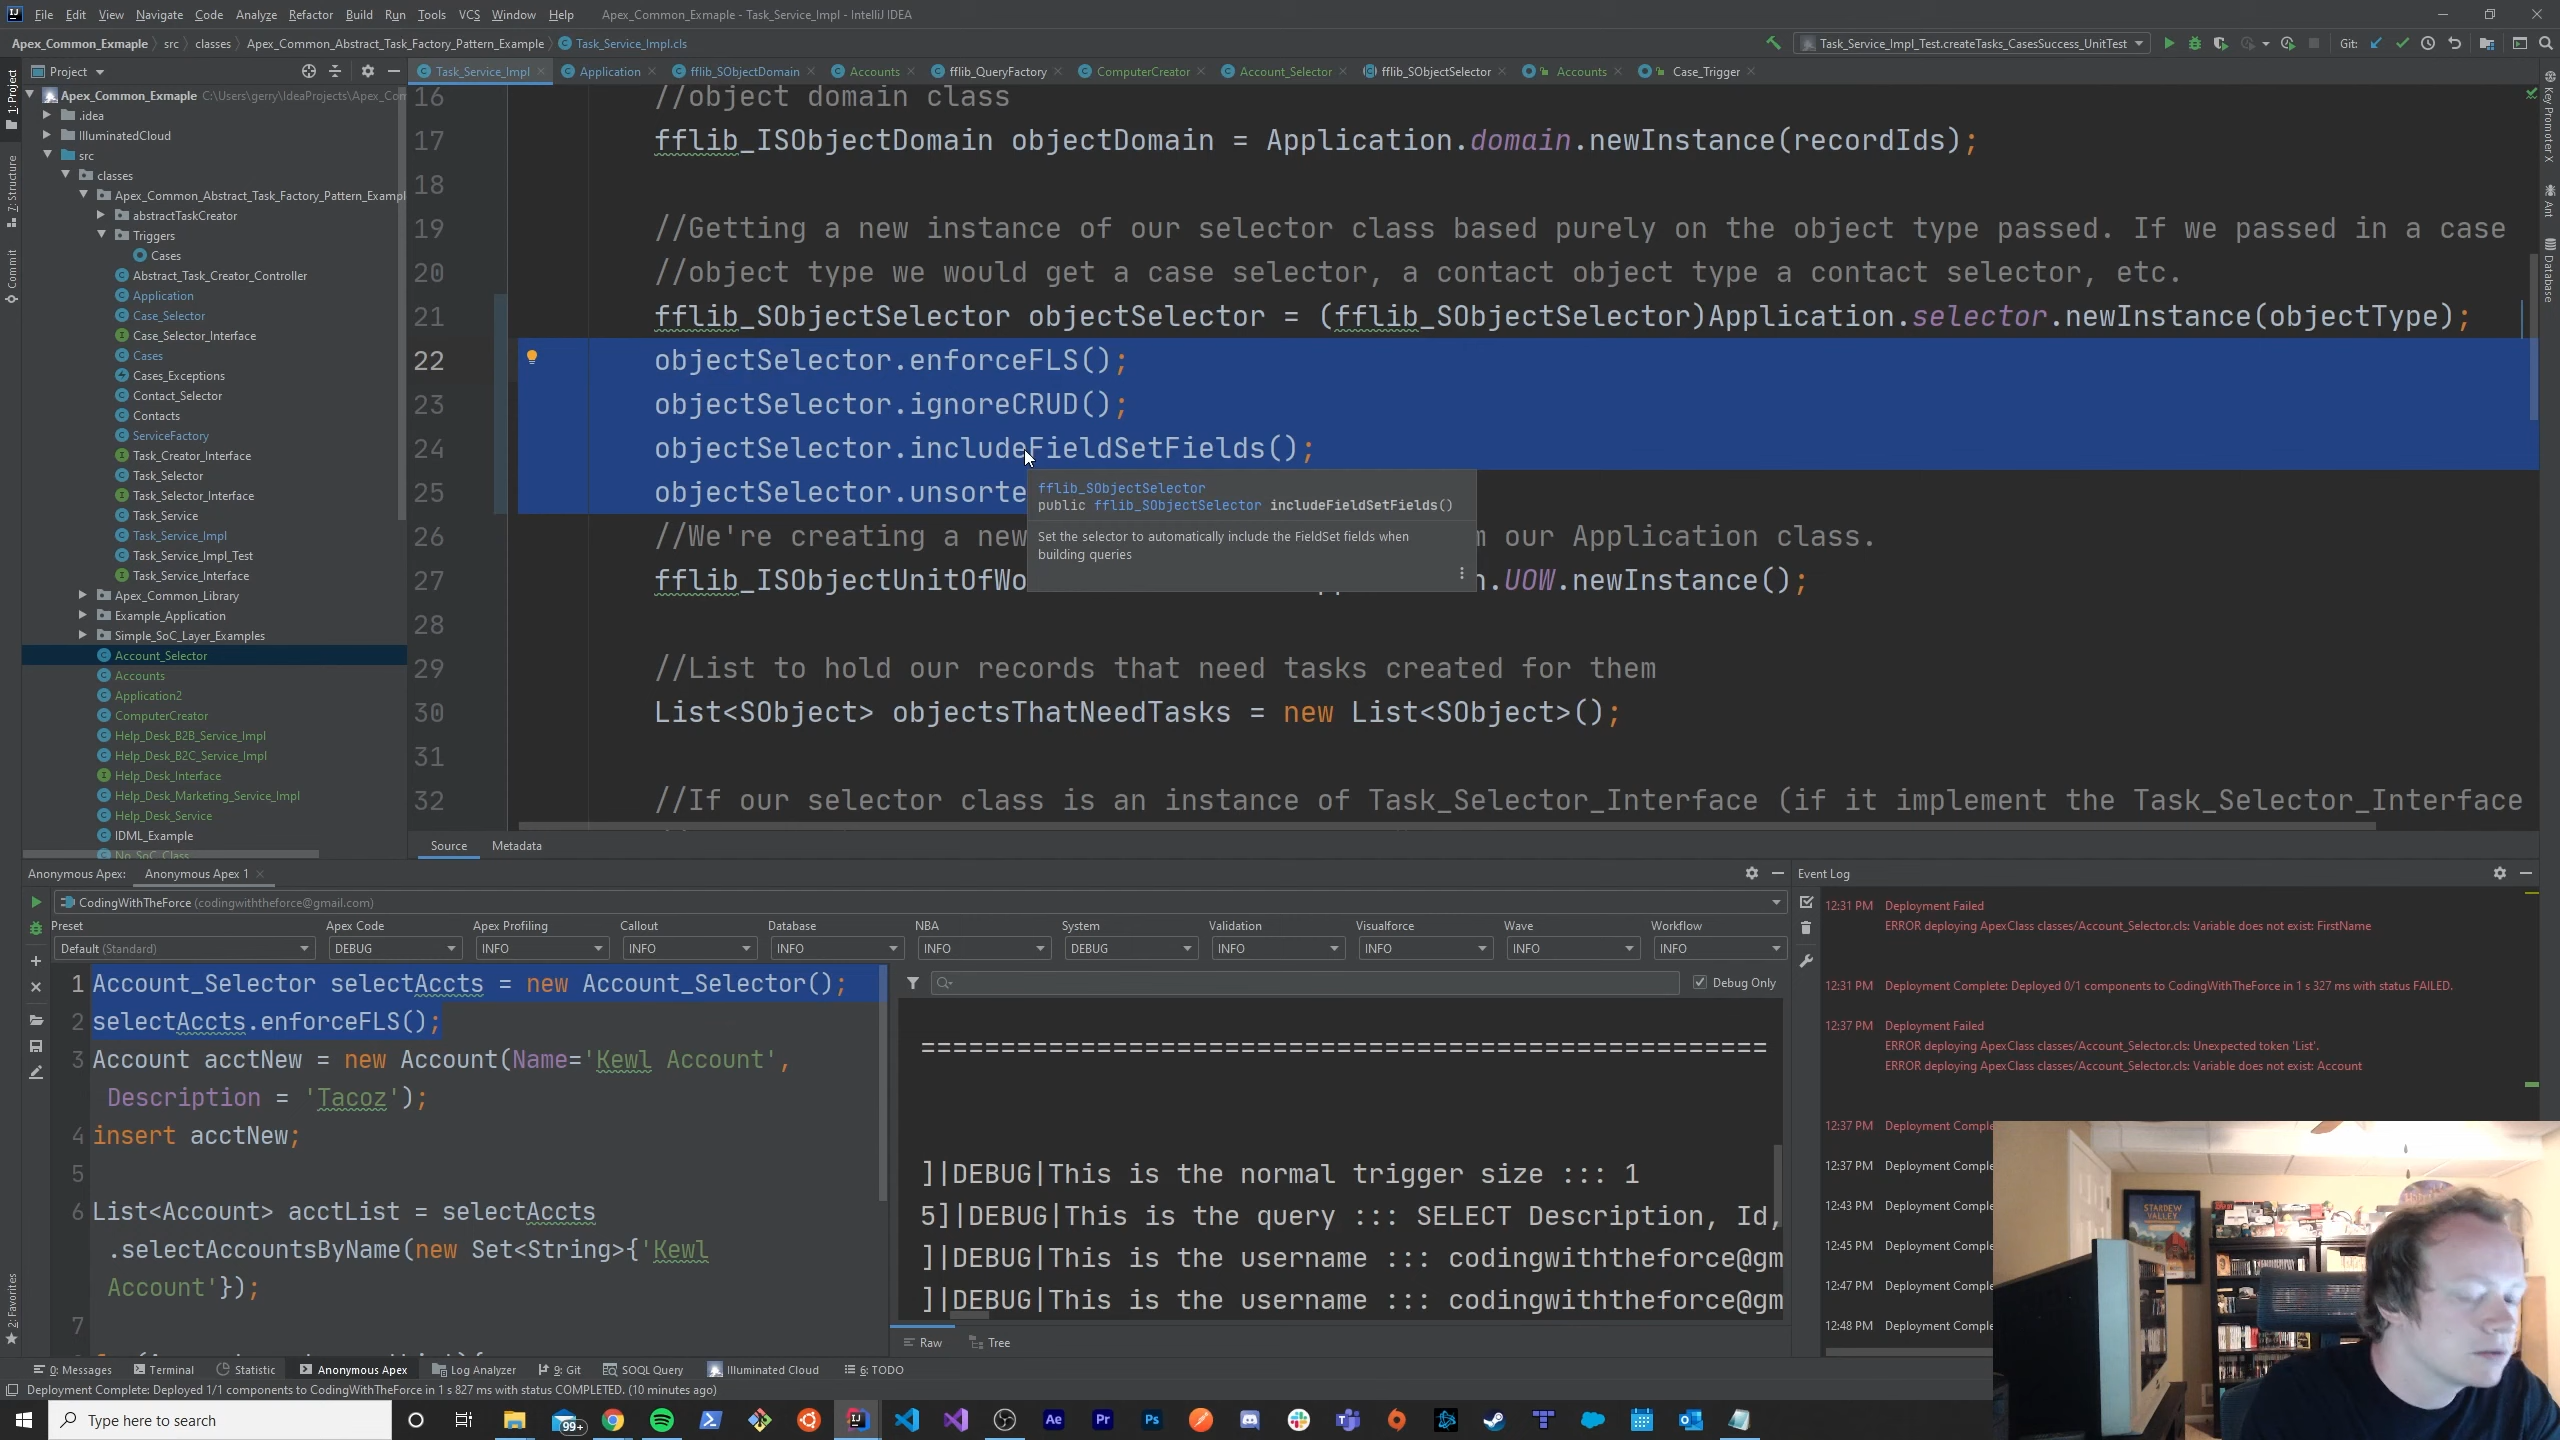 File Edit View Navigate Code Analyze Refactor Build Run Tools VCS Window Help Apex_Common_Exmaple - Task_Service_Impl - IntelliJ IDEA
Apex_Common_Exmaple src classes Apex_Common_Abstract_Task_Factory_Pattern_Example Task_Service_Impl.cls
Task_Service_Impl_Test.createTasks_CasesSuccess_UnitTest Git:
Project
Task_Service_Impl Application fflib_SObjectDomain Accounts fflib_QueryFactory ComputerCreator Account_Selector fflib_SObjectSelector Accounts Case_Trigger
1: Project
7: Structure
Commit
2: Favorites
Key Promoter X
Ant
Database
Apex_Common_Exmaple C:\Users\gerry\IdeaProjects\Apex_Con
.idea
IlluminatedCloud
src
classes
Apex_Common_Abstract_Task_Factory_Pattern_Exampl
abstractTaskCreator
Triggers
Cases
Abstract_Task_Creator_Controller
Application
Case_Selector
Case_Selector_Interface
Cases
Cases_Exceptions
Contact_Selector
Contacts
ServiceFactory
Task_Creator_Interface
Task_Selector
Task_Selector_Interface
Task_Service
Task_Service_Impl
Task_Service_Impl_Test
Task_Service_Interface
Apex_Common_Library
Example_Application
Simple_SoC_Layer_Examples
Account_Selector
Accounts
Application2
ComputerCreator
Help_Desk_B2B_Service_Impl
Help_Desk_B2C_Service_Impl
Help_Desk_Interface
Help_Desk_Marketing_Service_Impl
Help_Desk_Service
IDML_Example
No_SoC_Class
16 //object domain class
17 fflib_ISObjectDomain objectDomain = Application.domain.newInstance(recordIds);
18
19 //Getting a new instance of our selector class based purely on the object type passed. If we passed in a case
20 //object type we would get a case selector, a contact object type a contact selector, etc.
21 fflib_SObjectSelector objectSelector = (fflib_SObjectSelector)Application.selector.newInstance(objectType);
22 objectSelector.enforceFLS();
23 objectSelector.ignoreCRUD();
24 objectSelector.includeFieldSetFields();
25 objectSelector.unsorte
fflib_SObjectSelector
public fflib_SObjectSelector includeFieldSetFields()
Set the selector to automatically include the FieldSet fields when
building queries
26 //We're creating a new m our Application class.
27 fflib_ISObjectUnitOfWo n.UOW.newInstance();
28
29 //List to hold our records that need tasks created for them
30 List<SObject> objectsThatNeedTasks = new List<SObject>();
31
32 //If our selector class is an instance of Task_Selector_Interface (if it implement the Task_Selector_Interface
Source Metadata
Anonymous Apex: Anonymous Apex 1
CodingWithTheForce (codingwiththeforce@gmail.com)
Preset Apex Code Apex Profiling Callout Database NBA System Validation Visualforce Wave Workflow
Default (Standard) DEBUG INFO INFO INFO INFO DEBUG INFO INFO INFO INFO
1 Account_Selector selectAccts = new Account_Selector();
2 selectAccts.enforceFLS();
3 Account acctNew = new Account(Name='Kewl Account',
Description = 'Tacoz');
4 insert acctNew;
5
6 List<Account> acctList = selectAccts
.selectAccountsByName(new Set<String>{'Kewl
Account'});
7
Debug Only
=====================================================
]|DEBUG|This is the normal trigger size ::: 1
5]|DEBUG|This is the query ::: SELECT Description, Id,
]|DEBUG|This is the username ::: codingwiththeforce@gm
]|DEBUG|This is the username ::: codingwiththeforce@gm
Raw Tree
Event Log
12:31 PM Deployment Failed
ERROR deploying ApexClass classes/Account_Selector.cls: Variable does not exist: FirstName
12:31 PM Deployment Complete: Deployed 0/1 components to CodingWithTheForce in 1 s 327 ms with status FAILED.
12:37 PM Deployment Failed
ERROR deploying ApexClass classes/Account_Selector.cls: Unexpected token 'List'.
ERROR deploying ApexClass classes/Account_Selector.cls: Variable does not exist: Account
12:37 PM Deployment Comple
12:37 PM Deployment Comple
12:43 PM Deployment Comple
12:45 PM Deployment Comple
12:47 PM Deployment Comple
12:48 PM Deployment Comple
STARDEW VALLEY
0: Messages Terminal Statistic Anonymous Apex Log Analyzer 9: Git SOQL Query Illuminated Cloud 6: TODO
Deployment Complete: Deployed 1/1 components to CodingWithTheForce in 1 s 827 ms with status COMPLETED. (10 minutes ago)
Type here to search
99+
Ae Pr Ps